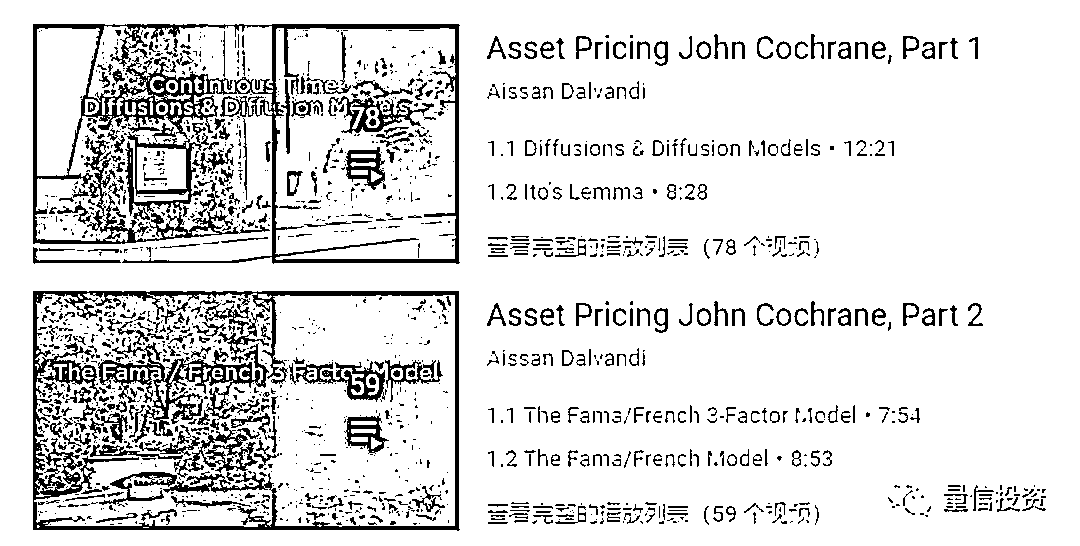 Continuous Time:
Diffusions & Diffusion Models
78
Asset Pricing John Cochrane, Part 1
Aissan Dalvandi
1.1 Diffusions & Diffusion Models • 12:21
1.2 Ito's Lemma • 8:28
查看完整的播放列表 (78 个视频)
The Fama / French 3 Factor Model
59
Asset Pricing John Cochrane, Part 2
Aissan Dalvandi
1.1 The Fama/French 3-Factor Model • 7:54
1.2 The Fama/French Model • 8:53
查看完整的播放列表 (59 个视频)
量信投资